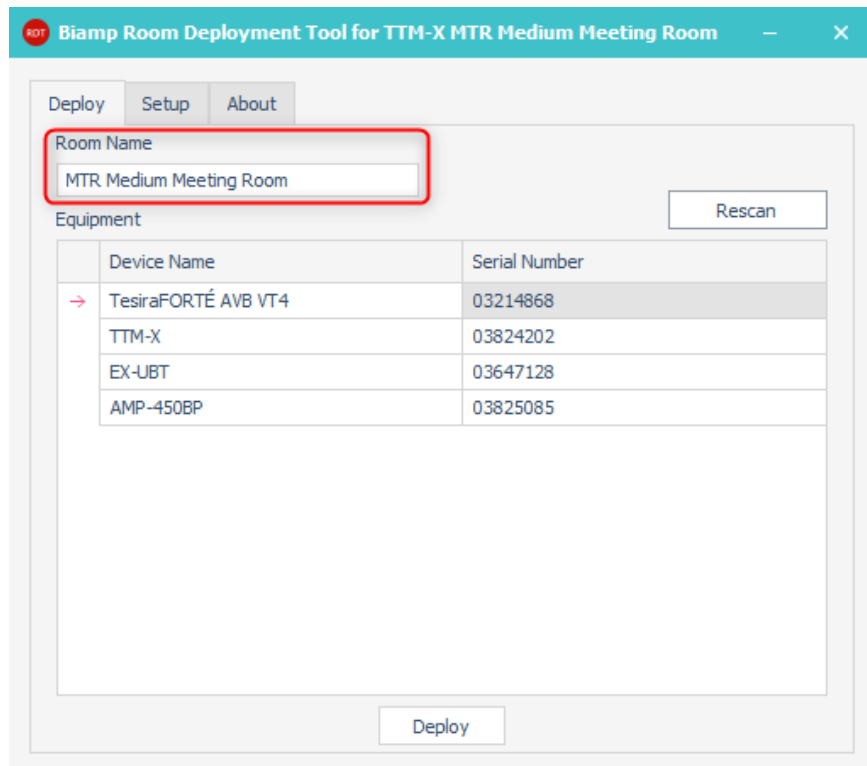 RDT Biamp Room Deployment Tool for TTM-X MTR Medium Meeting Room
Deploy Setup About
Room Name
MTR Medium Meeting Room
Rescan
Equipment
Device Name Serial Number
TesiraFORTÉ AVB VT4 03214868
TTM-X 03824202
EX-UBT 03647128
AMP-450BP 03825085
Deploy